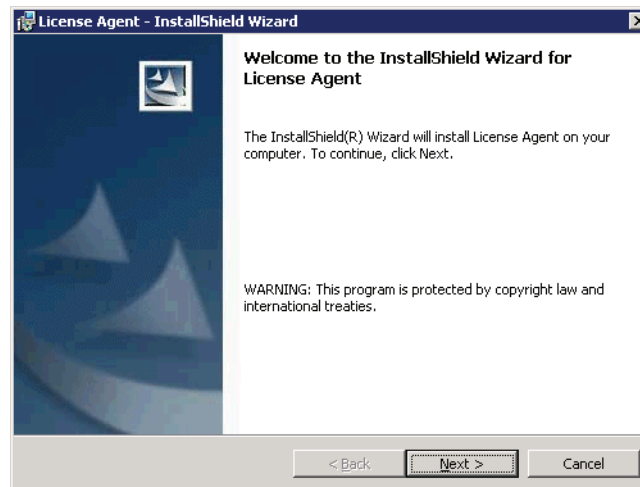 License Agent - InstallShield Wizard
Welcome to the InstallShield Wizard for
License Agent
The InstallShield(R) Wizard will install License Agent on your
computer. To continue, click Next.
WARNING: This program is protected by copyright law and
international treaties.
< Back
Next >
Cancel